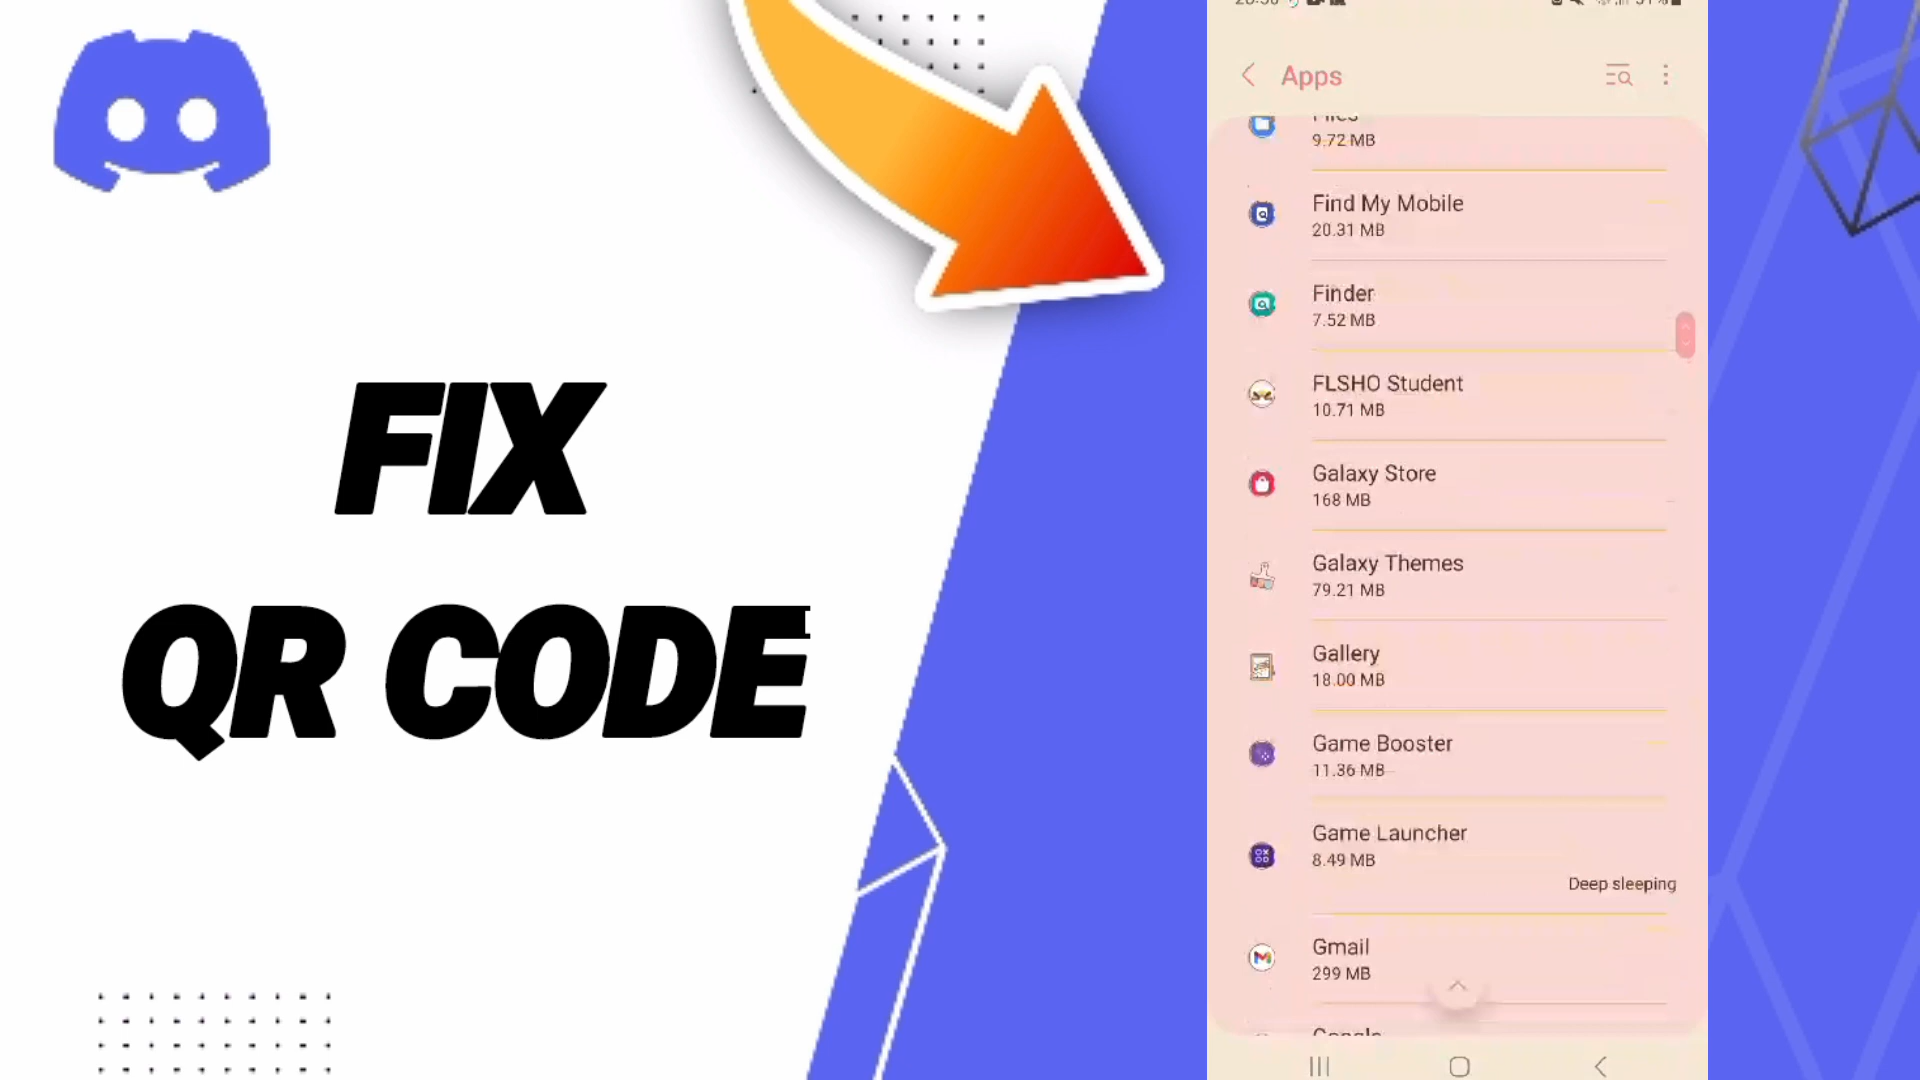 FIX
QR CODE
Apps
Files
9.72 MB
Find My Mobile
20.31 MB
Finder
7.52 MB
FLSHO Student
10.71 MB
Galaxy Store
168 MB
Galaxy Themes
79.21 MB
Gallery
18.00 MB
Game Booster
11.36 MB
Game Launcher
8.49 MB
Deep sleeping
Gmail
299 MB
Google